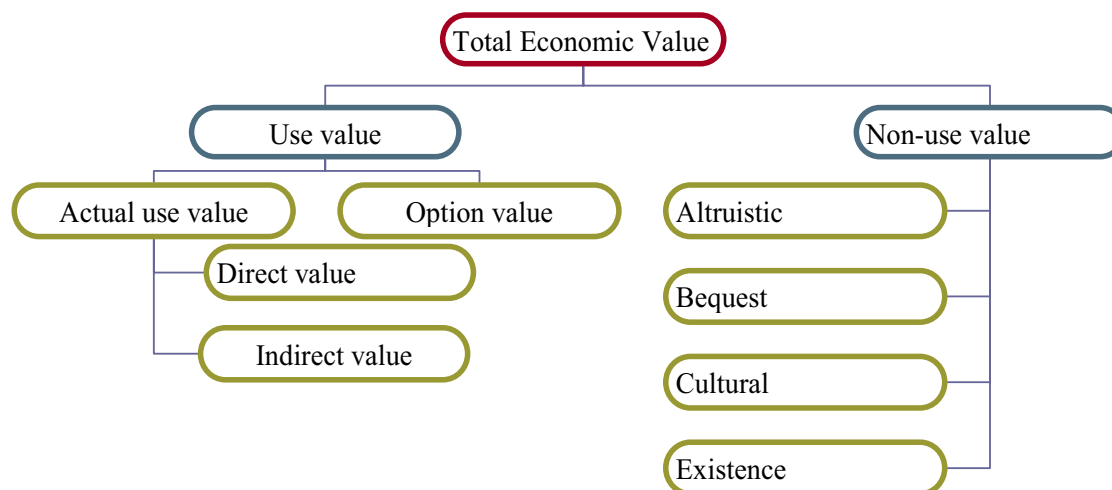 Total Economic Value
Use value
Non-use value
Actual use value
Option value
Altruistic
Direct value
Bequest
Indirect value
Cultural
Existence